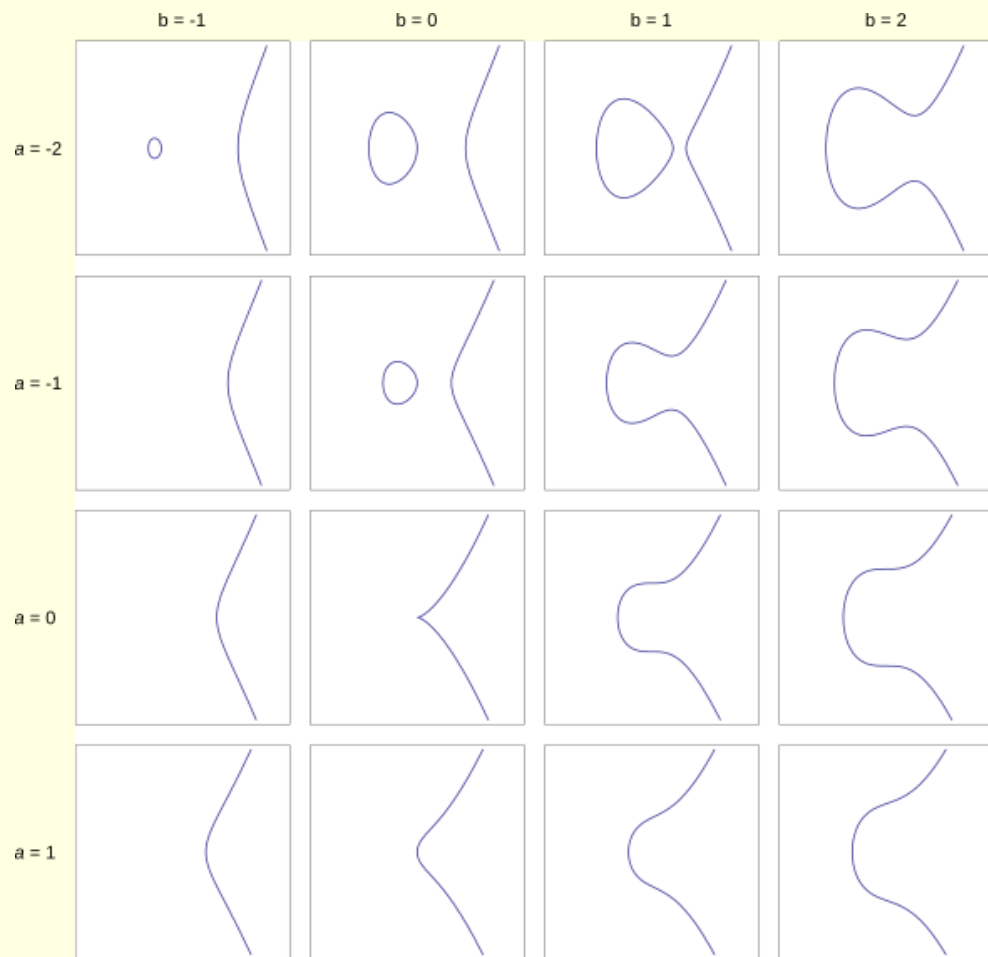 b = -1 b = 0 b = 1 b = 2
a = -2
a = -1
a = 0
a = 1